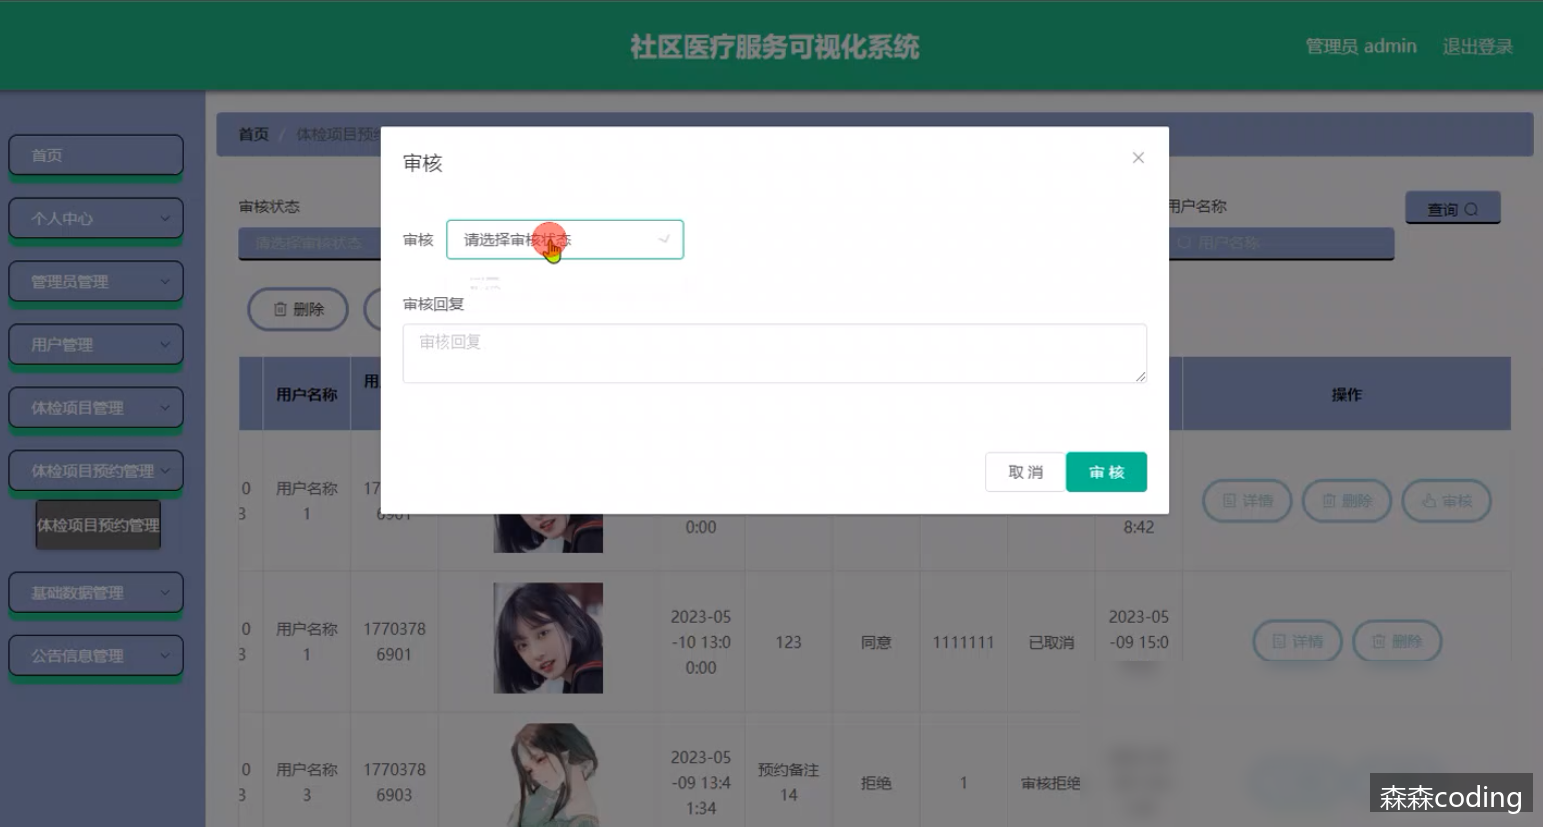 社区医疗服务可视化系统
管理员 admin
退出登录
首页
个人中心
管理员管理
用户管理
体检项目管理
体检项目预约管理
体检项目预约管理
基础数据管理
公告信息管理
首页 / 体检项目预
审核状态
请选择审核状态
用户名称
用户名称
查询
删除
审核
审核
请选择审核状态
审核回复
审核回复
取 消
审 核
用户名称
操作
0
3
用户名称
1
17
6901
0:00
8:42
详情
删除
审核
0
3
用户名称
1
1770378
6901
2023-05
-10 13:0
0:00
123
同意
1111111
已取消
2023-05
-09 15:0
详情
删除
0
3
用户名称
3
1770378
6903
2023-05
-09 13:4
1:34
预约备注
14
拒绝
1
审核拒绝
森森coding